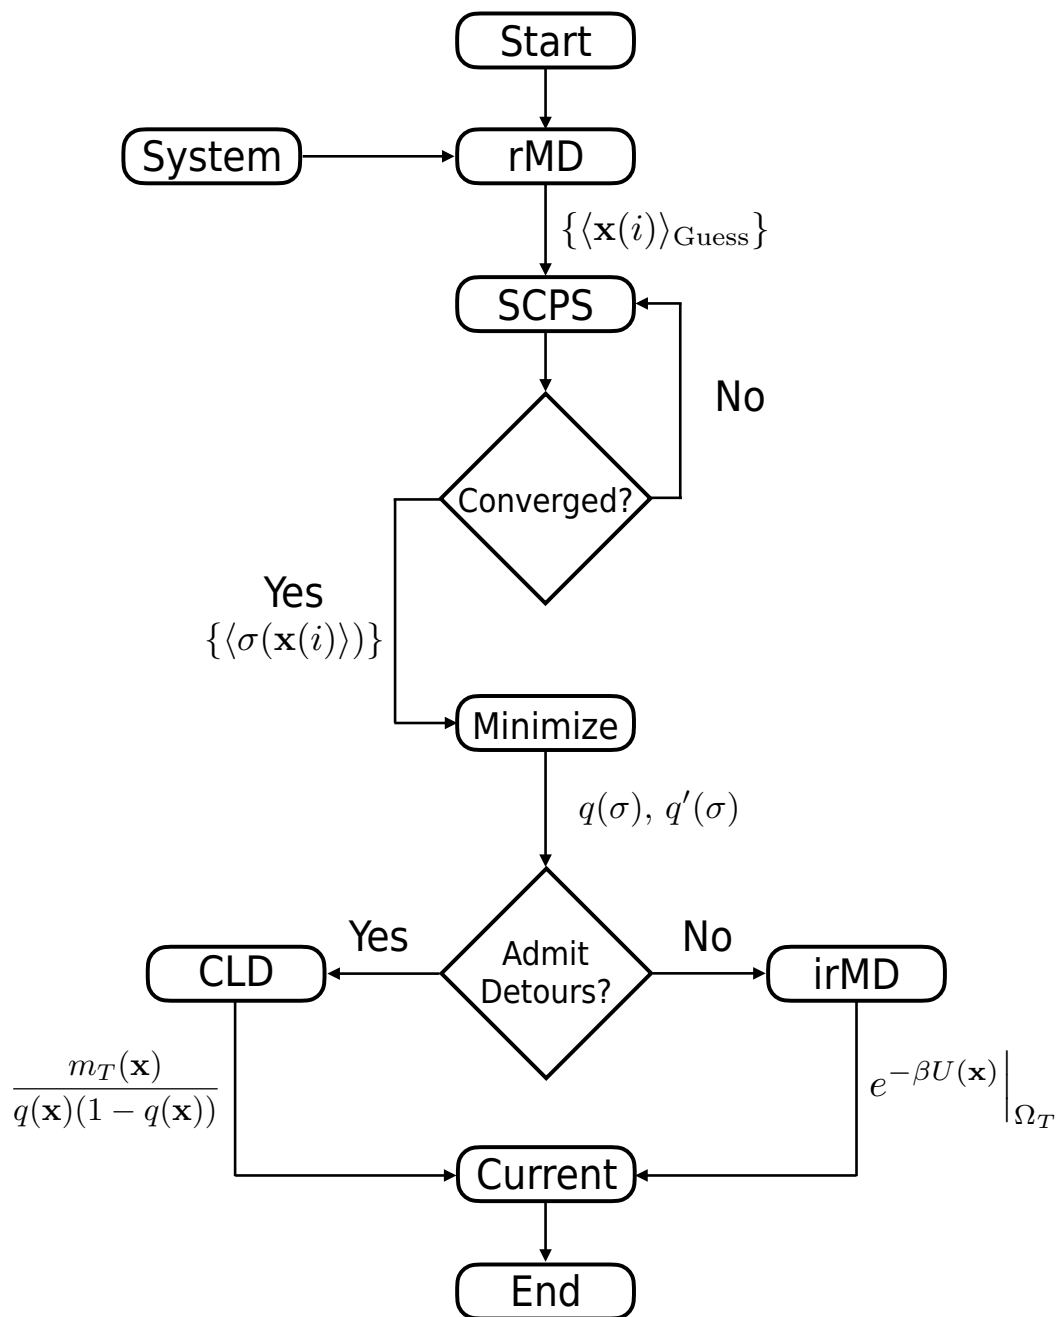 Start
System
rMD
{⟨𝐱(i)⟩Guess}
SCPS
No
Converged?
Yes
{⟨σ(𝐱(i)⟩)}
Minimize
q(σ), q′(σ)
Yes
No
Admit
Detours?
CLD
irMD
m_T(𝐱)
q(𝐱)(1 − q(𝐱))
e^{−βU(𝐱)}|_{Ω_T}
Current
End